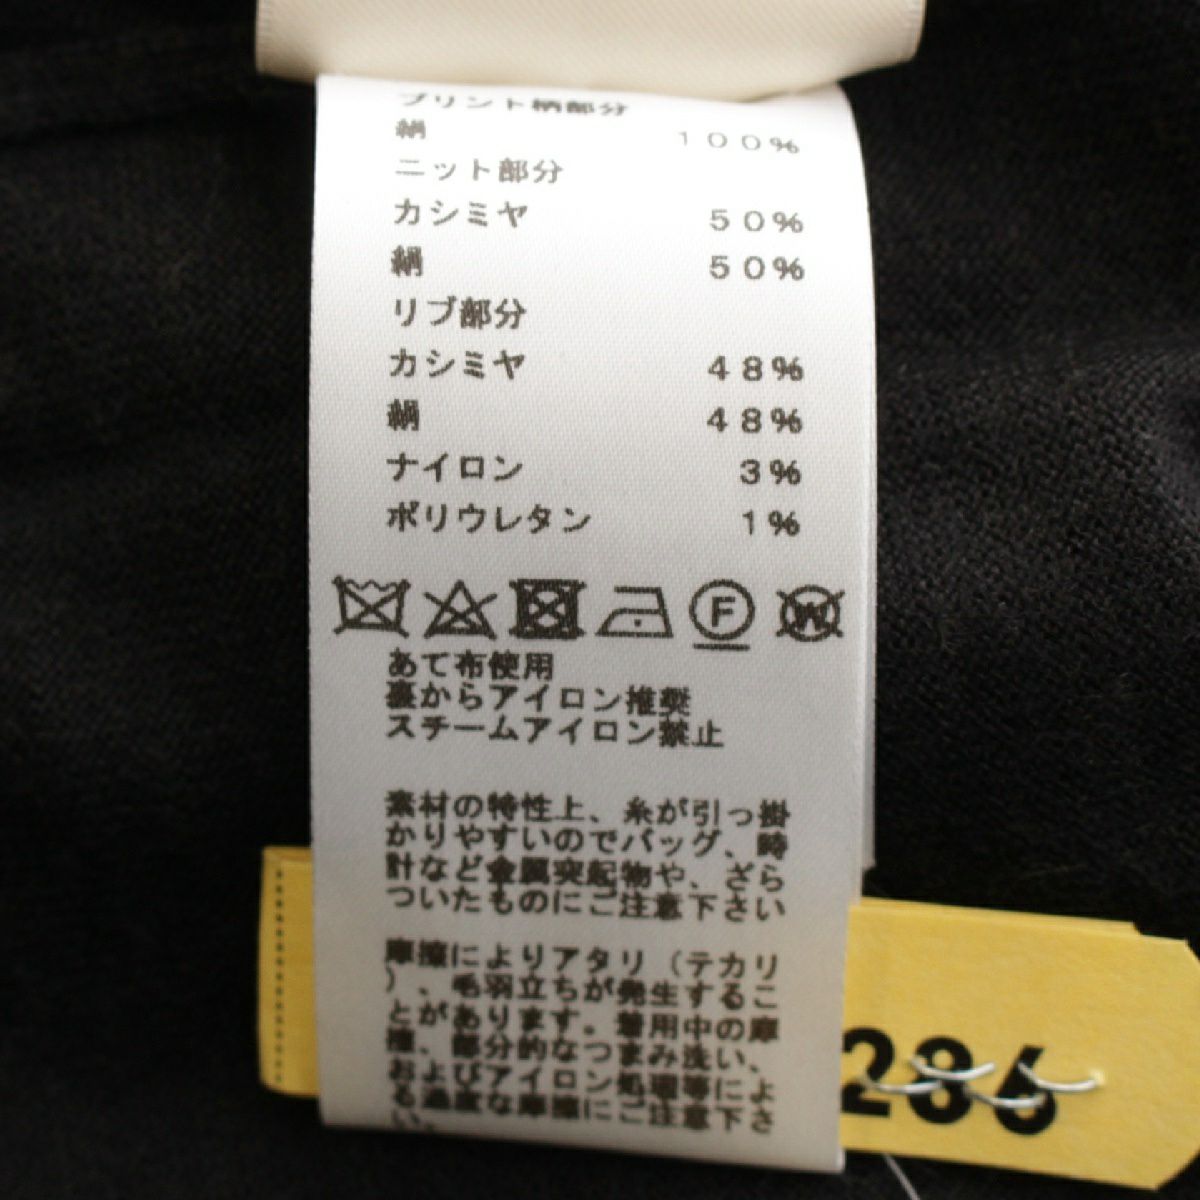 プリント柄部分
絹 100%
ニット部分
カシミヤ 50%
絹 50%
リブ部分
カシミヤ 48%
絹 48%
ナイロン 3%
ポリウレタン 1%
F W
あて布使用
裏からアイロン推奨
スチームアイロン禁止
素材の特性上、糸が引っ掛
かりやすいのでバッグ、時
計など金属突起物や、ざら
ついたものにご注意下さい
摩擦によりアタリ（テカリ
）、毛羽立ちが発生するこ
とがあります。着用中の摩
擦、部分的なつまみ洗い、
およびアイロン処理等によ
る過度な摩擦にご注意下さ
い。
286